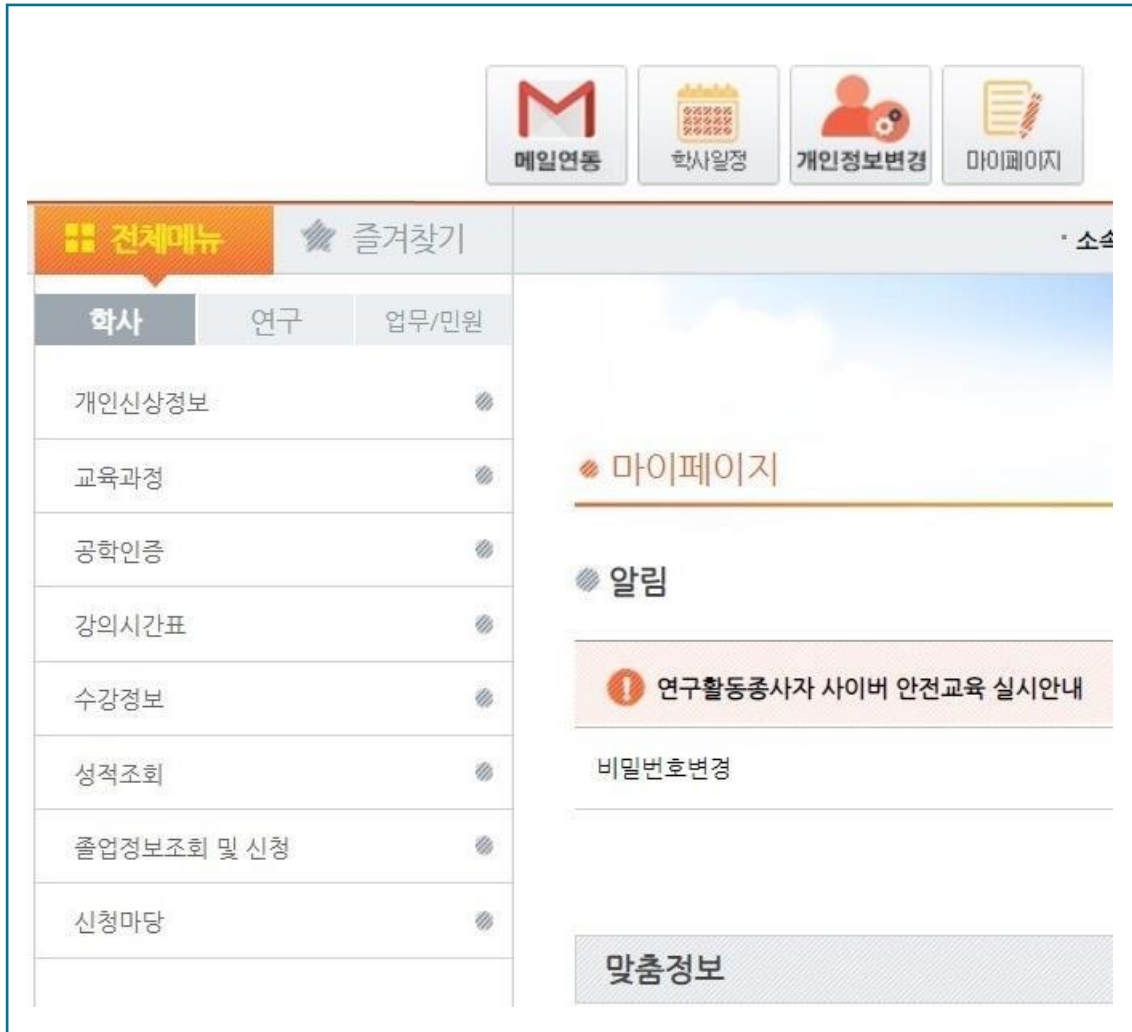 메일연동
학사일정
개인정보변경
마이페이지
전체메뉴
즐겨찾기
소속
학사
연구
업무/민원
개인신상정보
교육과정
공학인증
강의시간표
수강정보
성적조회
졸업정보조회 및 신청
신청마당
마이페이지
알림
연구활동종사자 사이버 안전교육 실시안내
비밀번호변경
맞춤정보